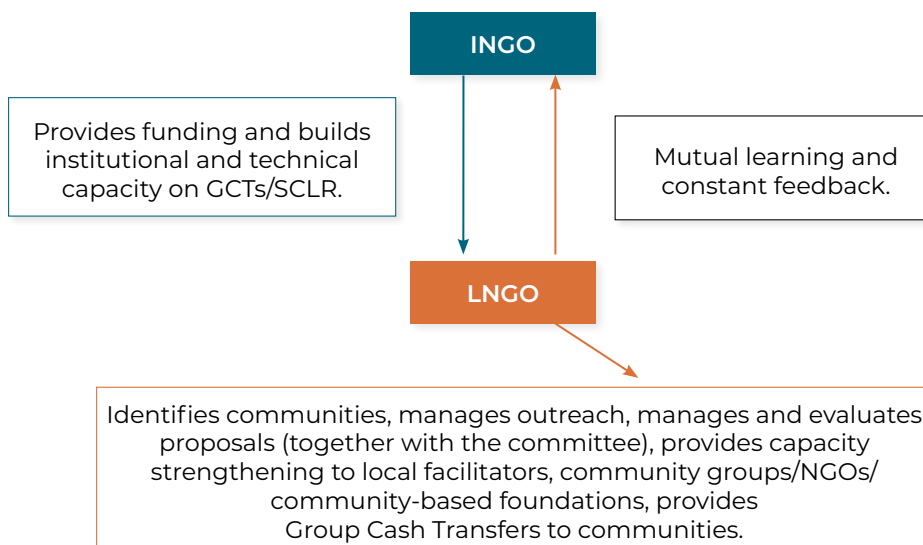 INGO
Provides funding and builds
institutional and technical
capacity on GCTs/SCLR.
Mutual learning and
constant feedback.
LNGO
Identifies communities, manages outreach, manages and evaluates
proposals (together with the committee), provides capacity
strengthening to local facilitators, community groups/NGOs/
community-based foundations, provides
Group Cash Transfers to communities.